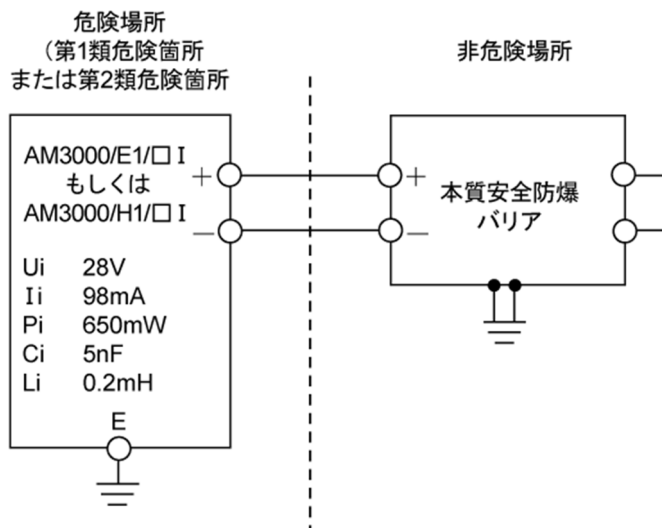 危険場所
（第1類危険箇所
または第2類危険箇所
非危険場所
AM3000/E1/□ I
もしくは
AM3000/H1/□ I
+
−
Ui 28V
Ii 98mA
Pi 650mW
Ci 5nF
Li 0.2mH
E
+
−
本質安全防爆
バリア